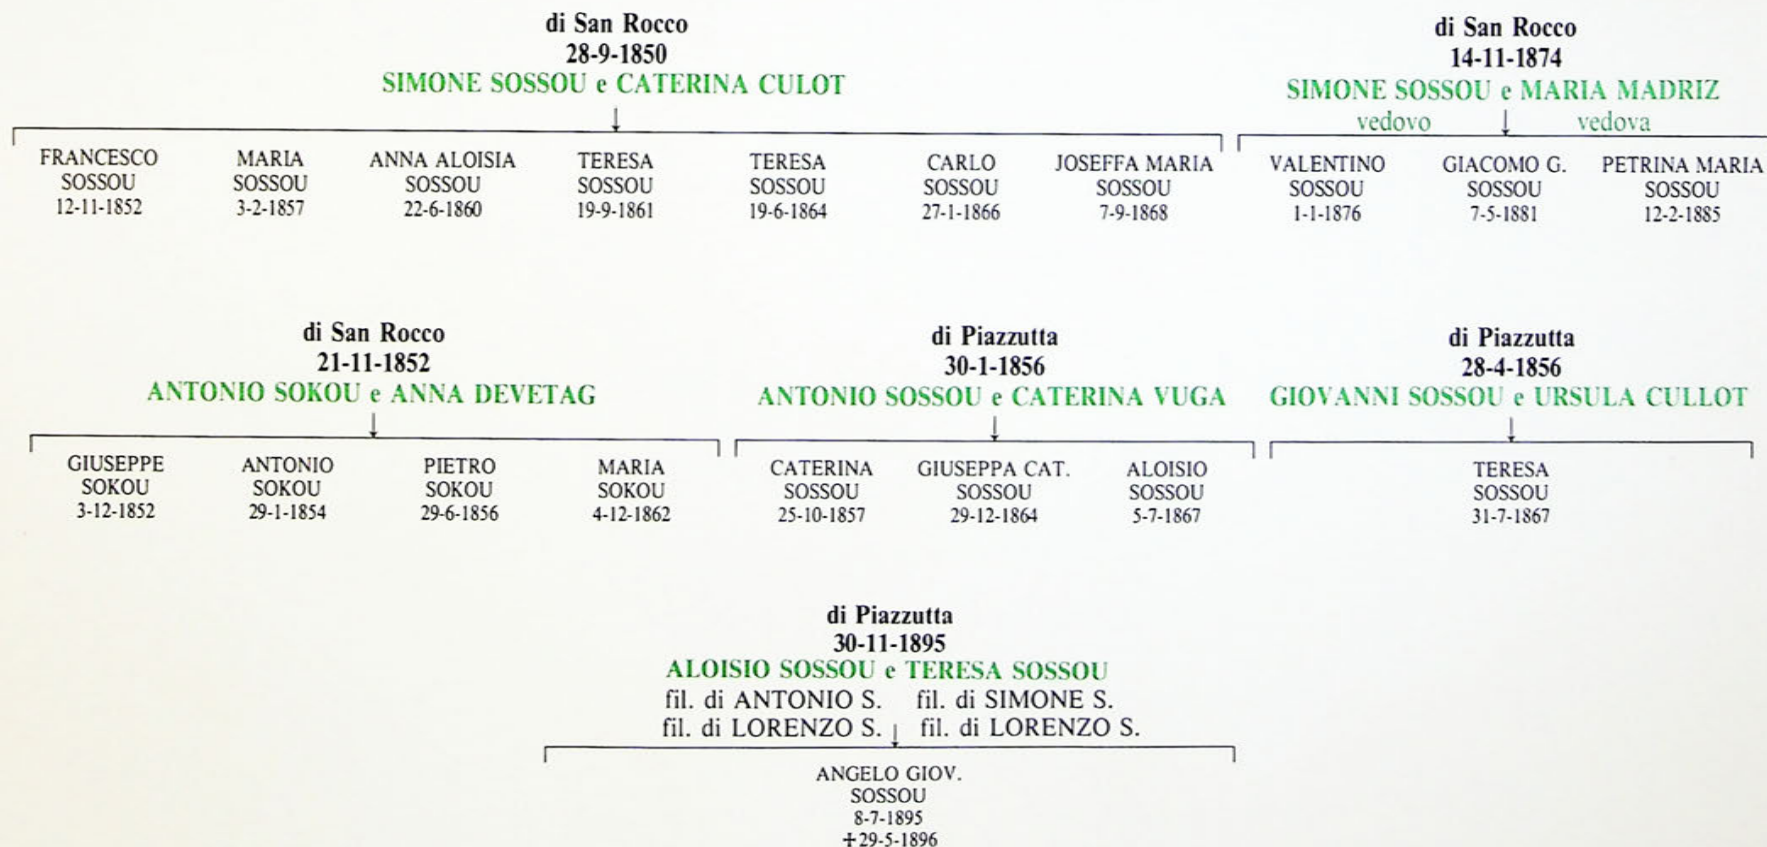 di San Rocco
28-9-1850
SIMONE SOSSOU e CATERINA CULOT
FRANCESCO
SOSSOU
12-11-1852
MARIA
SOSSOU
3-2-1857
ANNA ALOISIA
SOSSOU
22-6-1860
TERESA
SOSSOU
19-9-1861
TERESA
SOSSOU
19-6-1864
CARLO
SOSSOU
27-1-1866
JOSEFFA MARIA
SOSSOU
7-9-1868
di San Rocco
14-11-1874
SIMONE SOSSOU e MARIA MADRIZ
vedovo vedova
VALENTINO
SOSSOU
1-1-1876
GIACOMO G.
SOSSOU
7-5-1881
PETRINA MARIA
SOSSOU
12-2-1885
di San Rocco
21-11-1852
ANTONIO SOKOU e ANNA DEVETAG
GIUSEPPE
SOKOU
3-12-1852
ANTONIO
SOKOU
29-1-1854
PIETRO
SOKOU
29-6-1856
MARIA
SOKOU
4-12-1862
di Piazzutta
30-1-1856
ANTONIO SOSSOU e CATERINA VUGA
CATERINA
SOSSOU
25-10-1857
GIUSEPPA CAT.
SOSSOU
29-12-1864
ALOISIO
SOSSOU
5-7-1867
di Piazzutta
28-4-1856
GIOVANNI SOSSOU e URSULA CULLOT
TERESA
SOSSOU
31-7-1867
di Piazzutta
30-11-1895
ALOISIO SOSSOU e TERESA SOSSOU
fil. di ANTONIO S. fil. di SIMONE S.
fil. di LORENZO S. fil. di LORENZO S.
ANGELO GIOV.
SOSSOU
8-7-1895
✝29-5-1896